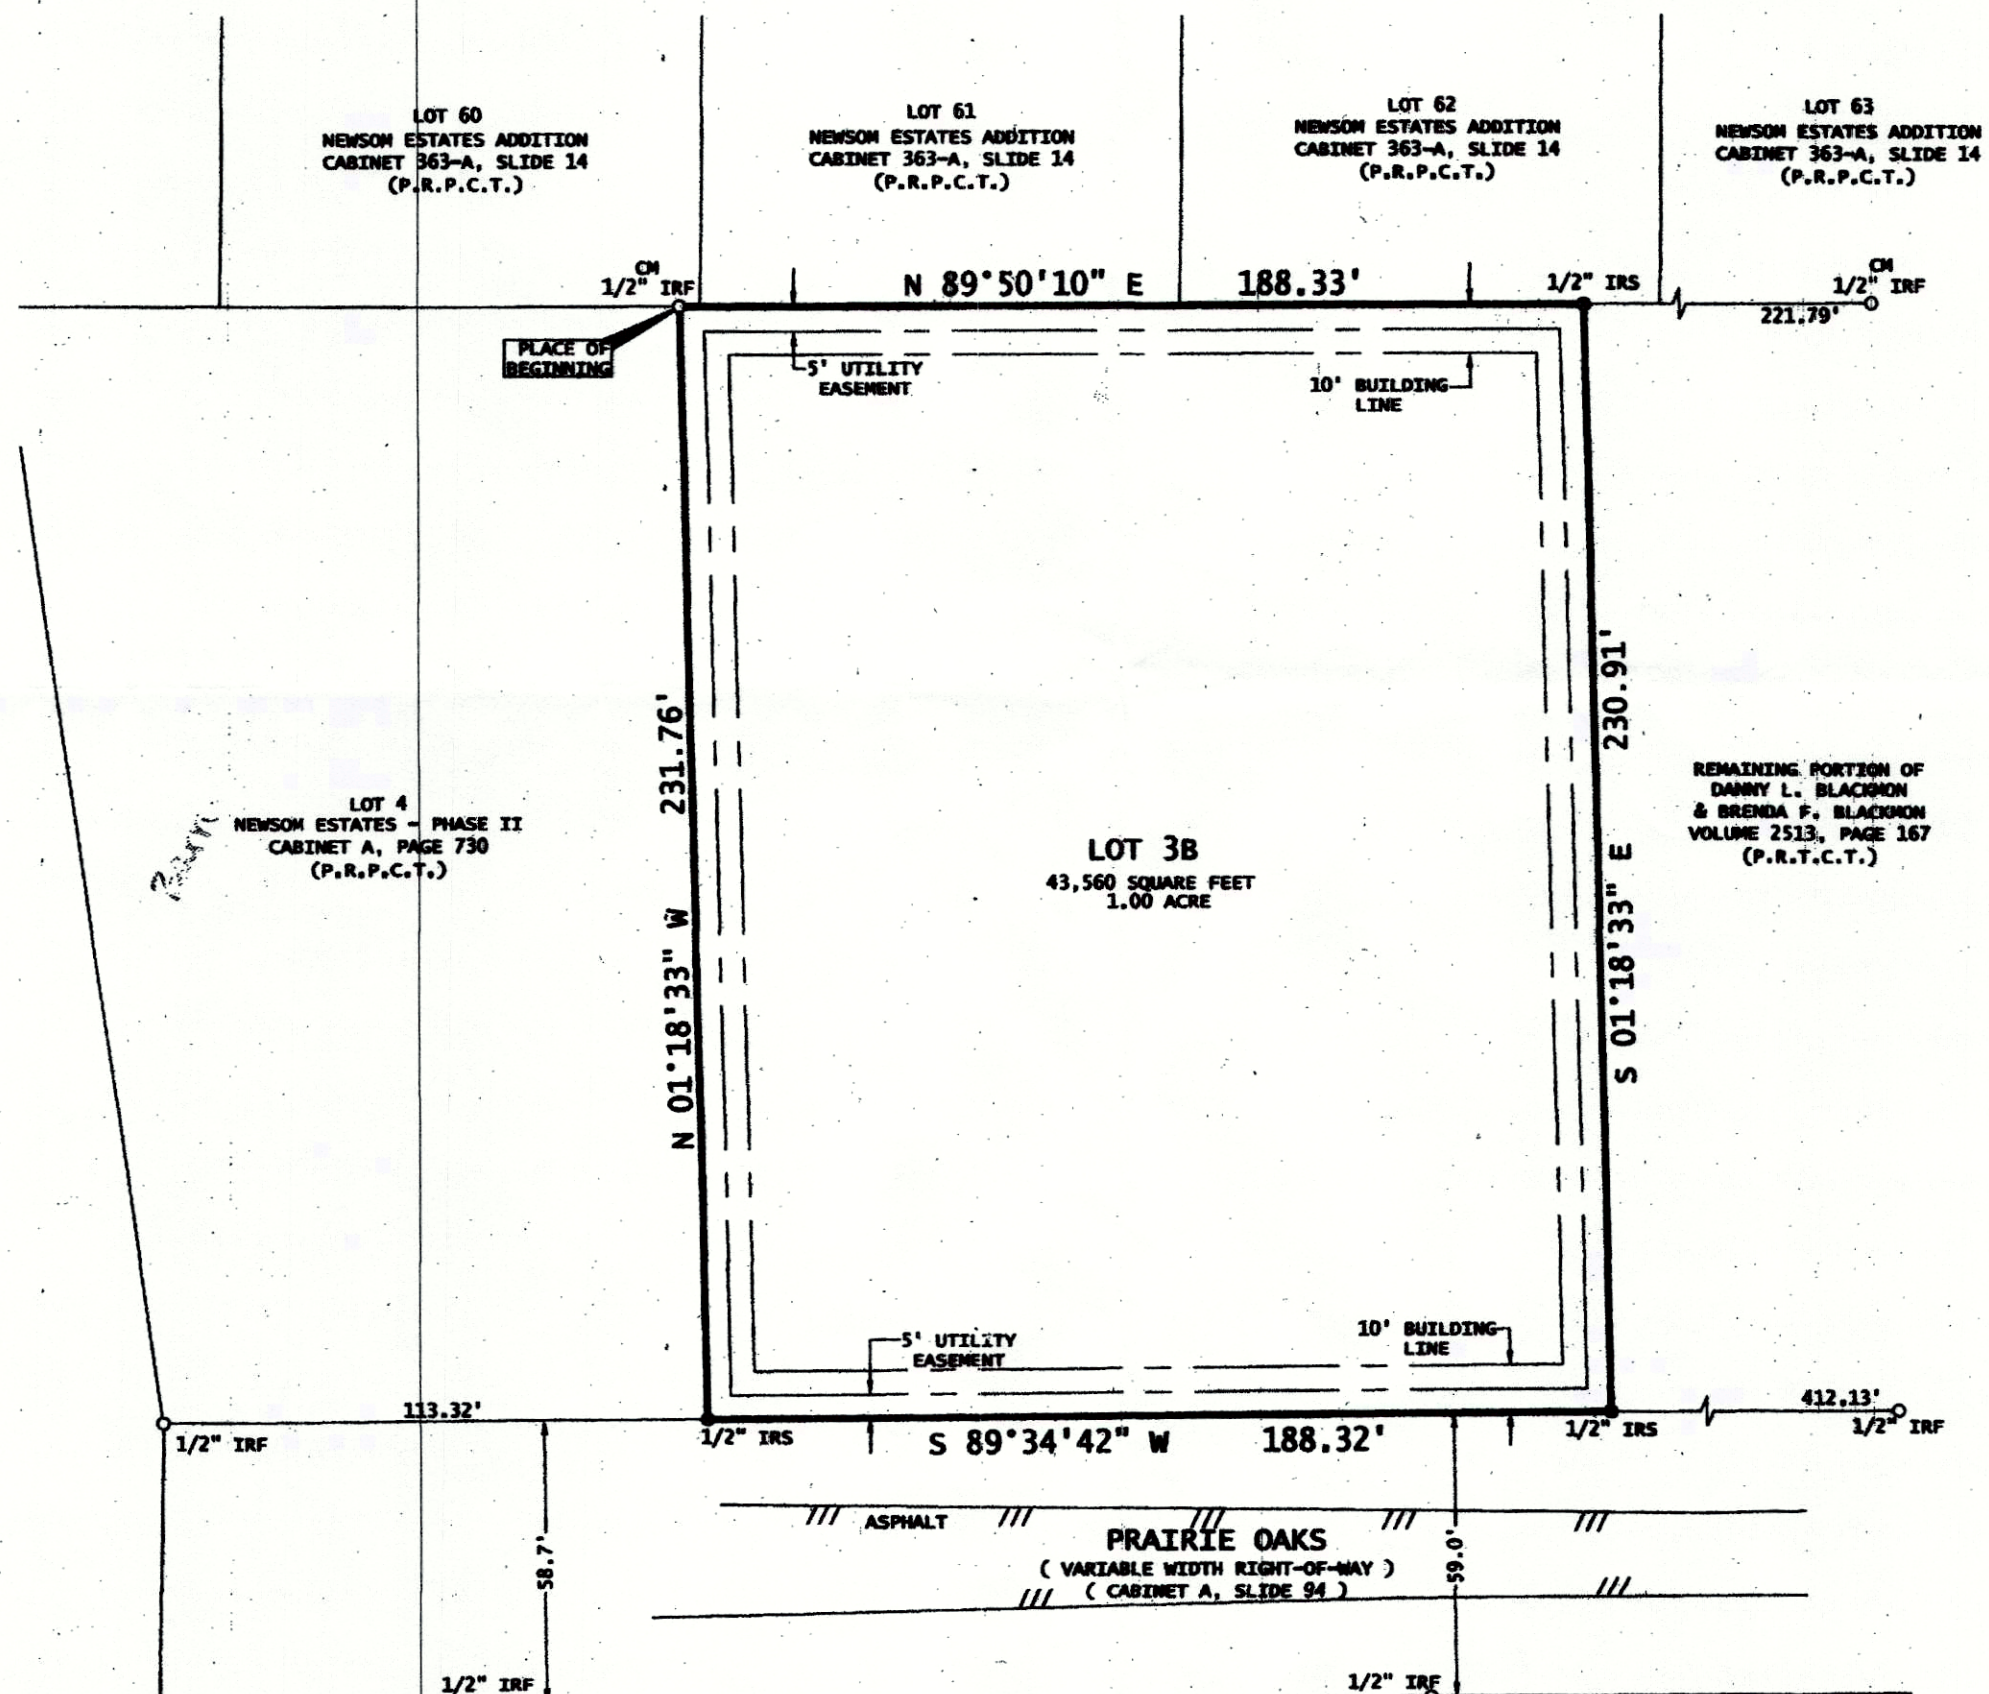 LOT 60
NEWSOM ESTATES ADDITION
CABINET 363-A, SLIDE 14
(P.R.P.C.T.)
LOT 61
NEWSOM ESTATES ADDITION
CABINET 363-A, SLIDE 14
(P.R.P.C.T.)
LOT 62
NEWSOM ESTATES ADDITION
CABINET 363-A, SLIDE 14
(P.R.P.C.T.)
LOT 63
NEWSOM ESTATES ADDITION
CABINET 363-A, SLIDE 14
(P.R.P.C.T.)
CM
1/2" IRF
N 89°50'10" E 188.33'
1/2" IRS
CM
1/2" IRF
221.79'
PLACE OF
BEGINNING
5' UTILITY
EASEMENT
10' BUILDING
LINE
N 01°18'33" W 231.76'
S 01°18'33" E 230.91'
LOT 4
NEWSOM ESTATES - PHASE II
CABINET A, PAGE 730
(P.R.P.C.T.)
LOT 3B
43,560 SQUARE FEET
1.00 ACRE
REMAINING PORTION OF
DANNY L. BLACKMON
& BRENDA F. BLACKMON
VOLUME 2513, PAGE 167
(P.R.T.C.T.)
5' UTILITY
EASEMENT
10' BUILDING
LINE
113.32'
1/2" IRF
1/2" IRS
S 89°34'42" W 188.32'
1/2" IRS
412.13'
1/2" IRF
58.7'
ASPHALT
PRAIRIE OAKS
( VARIABLE WIDTH RIGHT-OF-WAY )
( CABINET A, SLIDE 94 )
59.0'
1/2" IRF
1/2" IRF